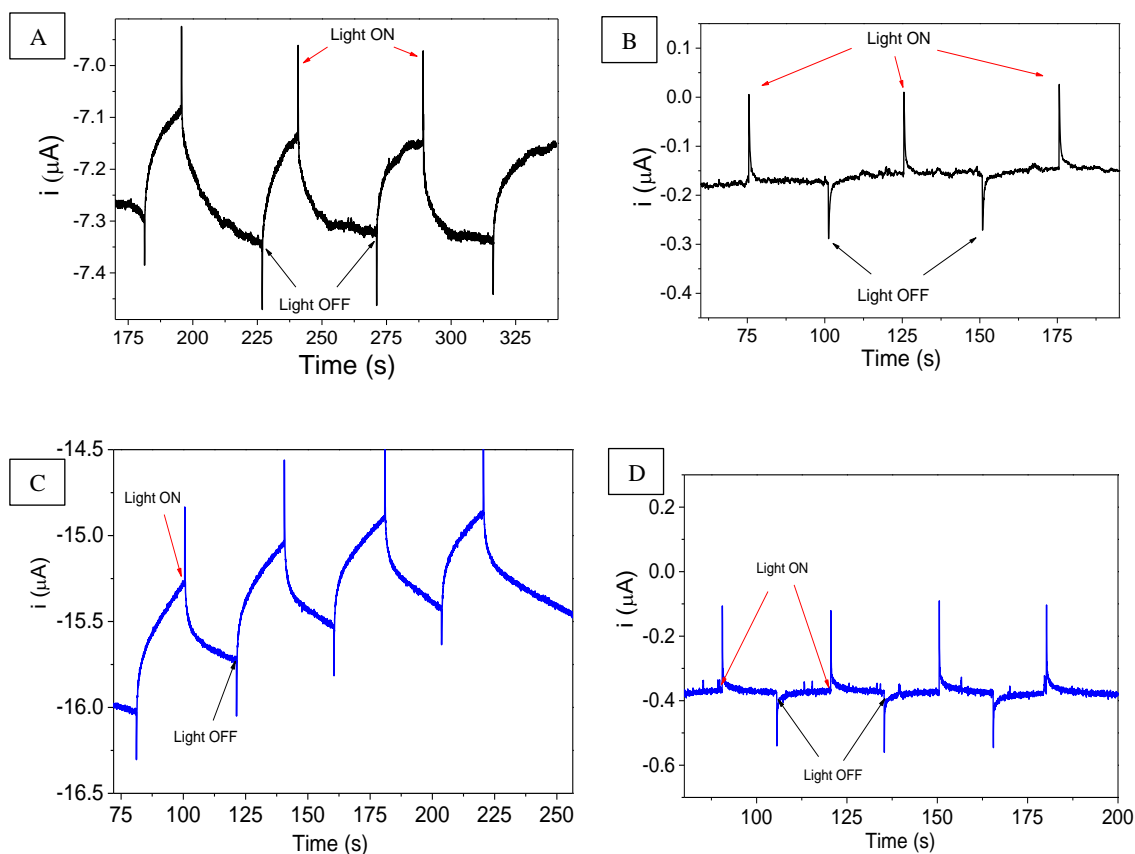 A
Light ON
-7.0
-7.1
-7.2
-7.3
-7.4
i (μA)
Light OFF
175 200 225 250 275 300 325
Time (s)
B
Light ON
0.1
0.0
-0.1
-0.2
-0.3
-0.4
i (μA)
Light OFF
75 100 125 150 175
Time (s)
C
-14.5
-15.0
-15.5
-16.0
-16.5
i (μA)
Light ON
Light OFF
75 100 125 150 175 200 225 250
Time (s)
D
0.2
0.0
-0.2
-0.4
-0.6
i (μA)
Light ON
Light OFF
100 125 150 175 200
Time (s)